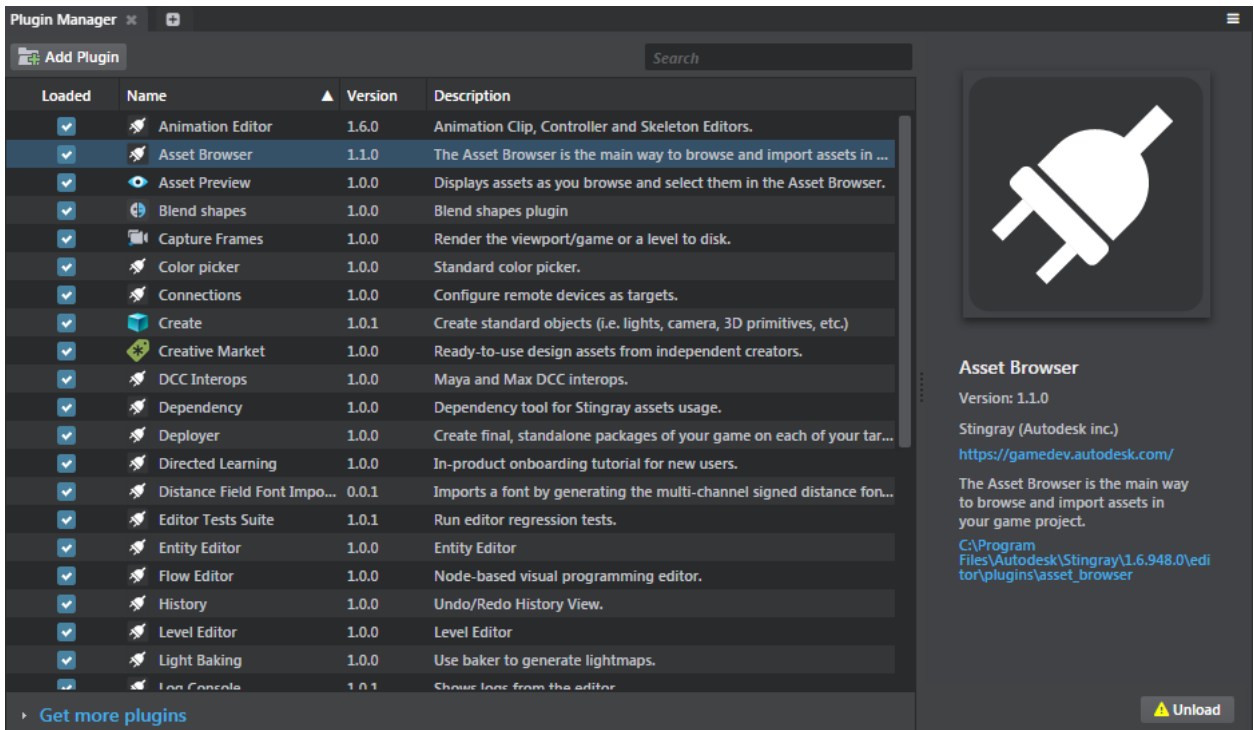 Plugin Manager
Add Plugin
Search
Loaded Name Version Description
Animation Editor 1.6.0 Animation Clip, Controller and Skeleton Editors.
Asset Browser 1.1.0 The Asset Browser is the main way to browse and import assets in ...
Asset Preview 1.0.0 Displays assets as you browse and select them in the Asset Browser.
Blend shapes 1.0.0 Blend shapes plugin
Capture Frames 1.0.0 Render the viewport/game or a level to disk.
Color picker 1.0.0 Standard color picker.
Connections 1.0.0 Configure remote devices as targets.
Create 1.0.1 Create standard objects (i.e. lights, camera, 3D primitives, etc.)
Creative Market 1.0.0 Ready-to-use design assets from independent creators.
DCC Interops 1.0.0 Maya and Max DCC interops.
Dependency 1.0.0 Dependency tool for Stingray assets usage.
Deployer 1.0.0 Create final, standalone packages of your game on each of your tar...
Directed Learning 1.0.0 In-product onboarding tutorial for new users.
Distance Field Font Impo... 0.0.1 Imports a font by generating the multi-channel signed distance fon...
Editor Tests Suite 1.0.1 Run editor regression tests.
Entity Editor 1.0.0 Entity Editor
Flow Editor 1.0.0 Node-based visual programming editor.
History 1.0.0 Undo/Redo History View.
Level Editor 1.0.0 Level Editor
Light Baking 1.0.0 Use baker to generate lightmaps.
Log Console 1.0.1 Shows logs from the editor
Get more plugins
Asset Browser
Version: 1.1.0
Stingray (Autodesk inc.)
https://gamedev.autodesk.com/
The Asset Browser is the main way
to browse and import assets in
your game project.
C:\Program
Files\Autodesk\Stingray\1.6.948.0\edi
tor\plugins\asset_browser
Unload